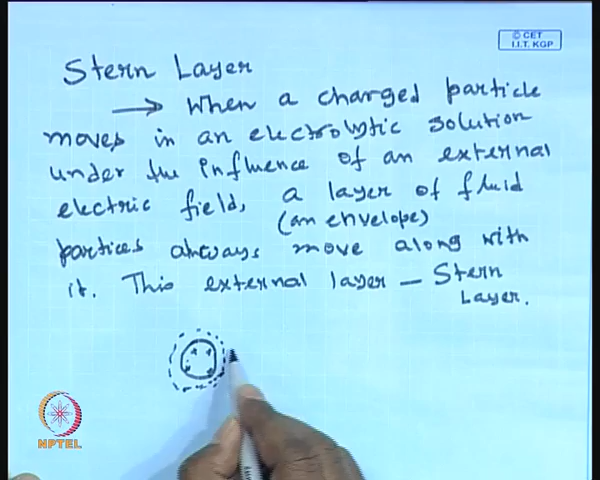 © CET
I.I.T. KGP
Stern Layer
→ When a charged particle
moves in an electrolytic solution
under the influence of an external
electric field, a layer of fluid
(an envelope)
partices always move along with
it. This external layer — Stern
Layer.
NPTEL